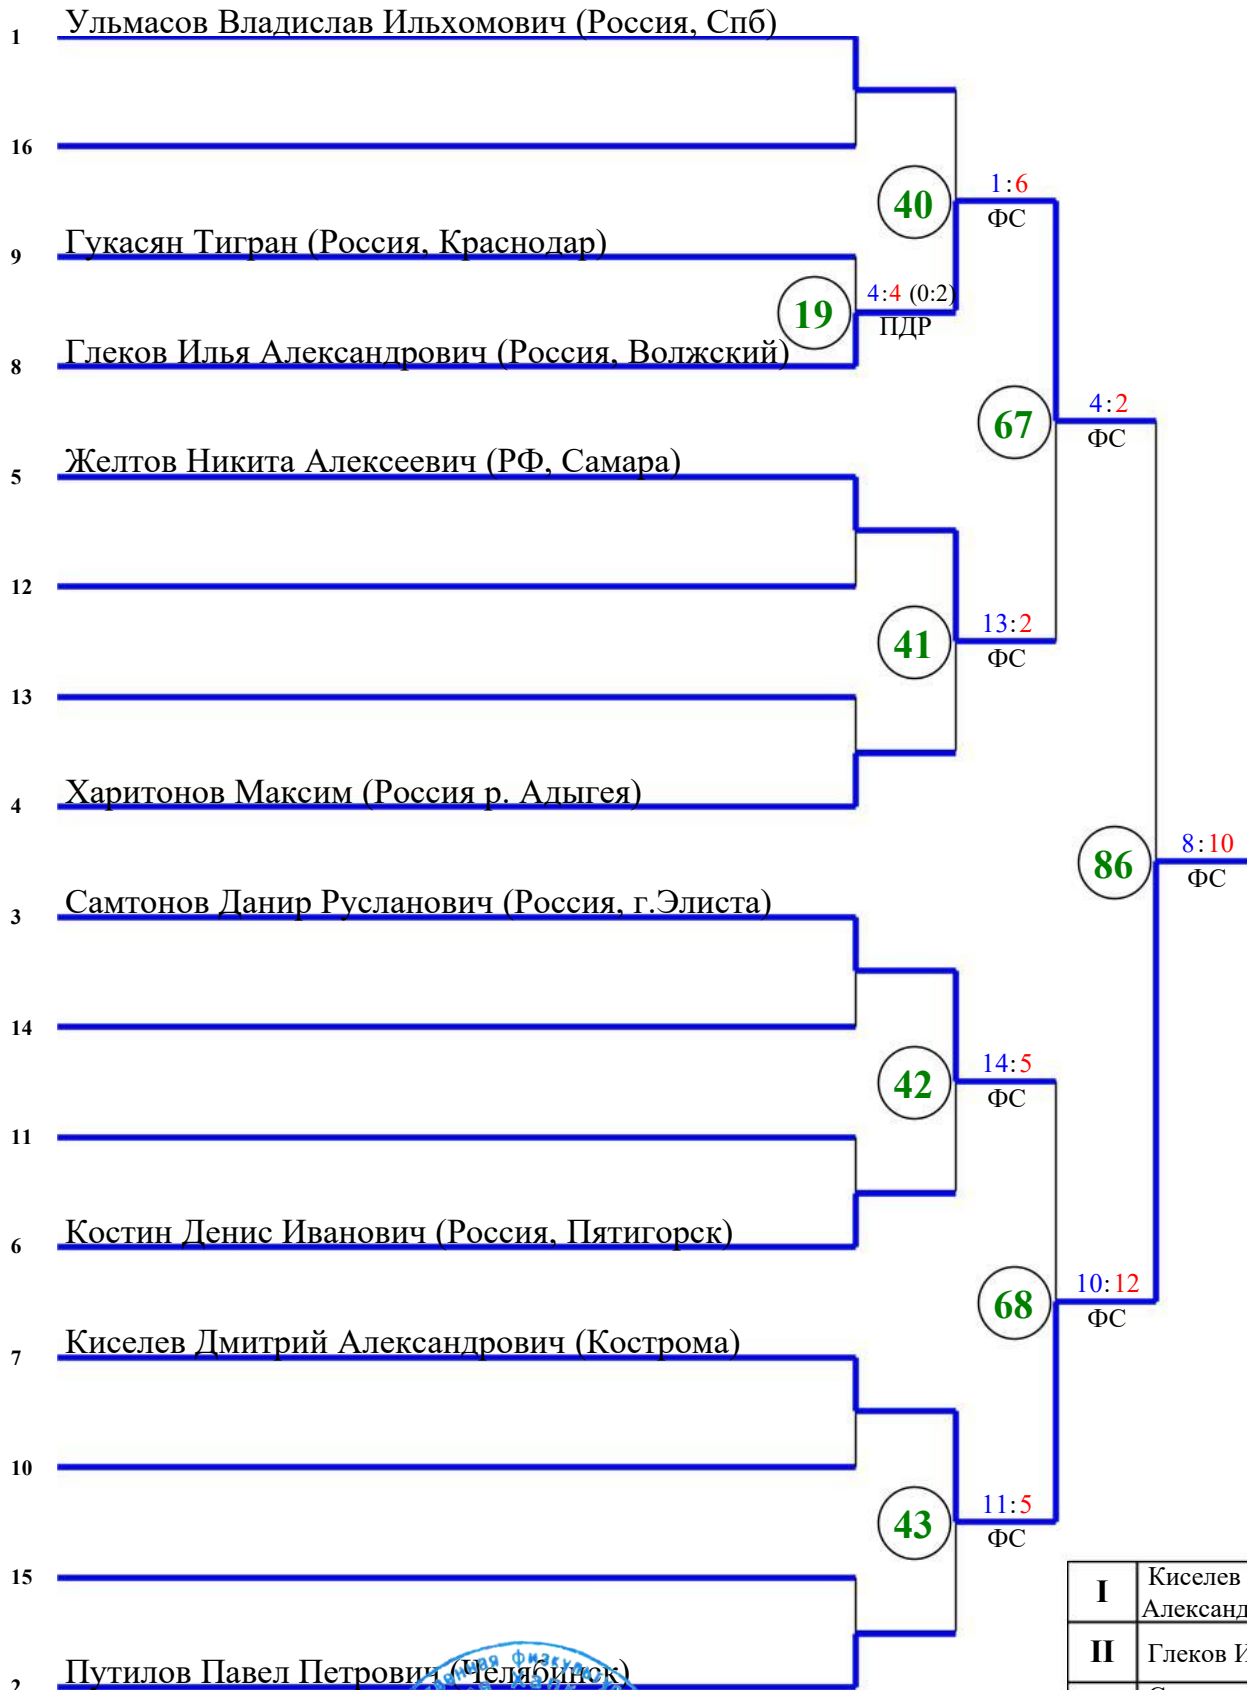 1 Ульмасов Владислав Ильхомович (Россия, Спб)
16
40
1:6
ФС
9 Гукасян Тигран (Россия, Краснодар)
19
4:4 (0:2)
ПДР
8 Глеков Илья Александрович (Россия, Волжский)
67
4:2
ФС
5 Желтов Никита Алексеевич (РФ, Самара)
12
41
13:2
ФС
13
4 Харитонов Максим (Россия р. Адыгея)
86
8:10
ФС
3 Самтонов Данир Русланович (Россия, г.Элиста)
14
42
14:5
ФС
11
6 Костин Денис Иванович (Россия, Пятигорск)
68
10:12
ФС
7 Киселев Дмитрий Александрович (Кострома)
10
43
11:5
ФС
15
I Киселев
Александ
II Глеков И
2 Путилов Павел Петрович (Челябинск)